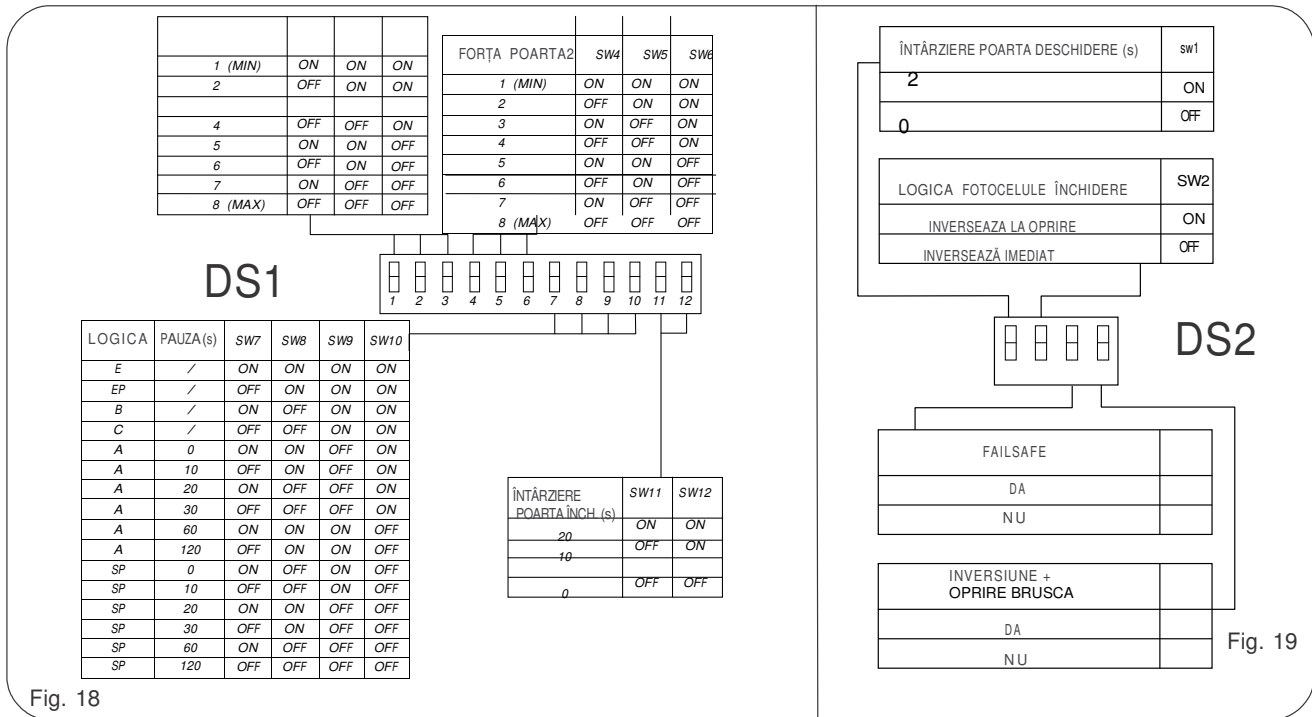 1 (MIN) ON ON ON
2 OFF ON ON
4 OFF OFF ON
5 ON ON OFF
6 OFF ON OFF
7 ON OFF OFF
8 (MAX) OFF OFF OFF
FORȚA POARTA2 SW4 SW5 SW6
1 (MIN) ON ON ON
2 OFF ON ON
3 ON OFF ON
4 OFF OFF ON
5 ON ON OFF
6 OFF ON OFF
7 ON OFF OFF
8 (MAX) OFF OFF OFF
DS1
1 2 3 4 5 6 7 8 9 10 11 12
LOGICA PAUZA(s) SW7 SW8 SW9 SW10
E / ON ON ON ON
EP / OFF ON ON ON
B / ON OFF ON ON
C / OFF OFF ON ON
A 0 ON ON OFF ON
A 10 OFF ON OFF ON
A 20 ON OFF OFF ON
A 30 OFF OFF OFF ON
A 60 ON ON ON OFF
A 120 OFF ON ON OFF
SP 0 ON OFF ON OFF
SP 10 OFF OFF ON OFF
SP 20 ON ON OFF OFF
SP 30 OFF ON OFF OFF
SP 60 ON OFF OFF OFF
SP 120 OFF OFF OFF OFF
ÎNTÂRZIERE SW11 SW12
POARTA ÎNCH. (s)
20 ON ON
10 OFF ON
0 OFF OFF
Fig. 18
ÎNTÂRZIERE POARTA DESCHIDERE (s) sw1
2 ON
0 OFF
LOGICA FOTOCELULE ÎNCHIDERE SW2
INVERSEAZA LA OPRIRE ON
INVERSEAZĂ IMEDIAT OFF
DS2
FAILSAFE
DA
NU
INVERSIUNE +
OPRIRE BRUSCA
DA
NU
Fig. 19